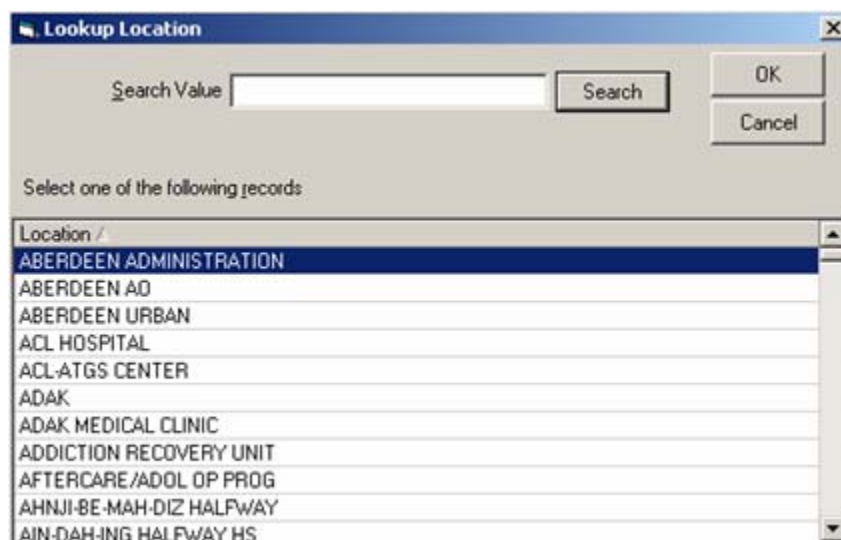 Lookup Location
Search Value
Search
OK
Cancel
Select one of the following records
Location
ABERDEEN ADMINISTRATION
ABERDEEN AO
ABERDEEN URBAN
ACL HOSPITAL
ACL-ATGS CENTER
ADAK
ADAK MEDICAL CLINIC
ADDICTION RECOVERY UNIT
AFTERCARE/ADOL OP PROG
AHNJI-BE-MAH-DIZ HALFWAY
AIN-DAH-ING HALFWAY HS